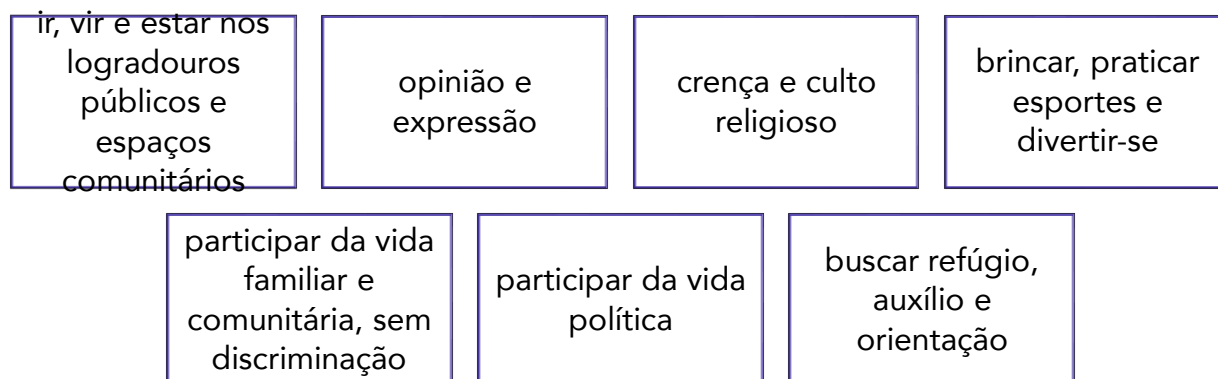 ir, vir e estar nos
logradouros
públicos e
espaços
comunitários
opinião e
expressão
crença e culto
religioso
brincar, praticar
esportes e
divertir-se
participar da vida
familiar e
comunitária, sem
discriminação
participar da vida
política
buscar refúgio,
auxílio e
orientação